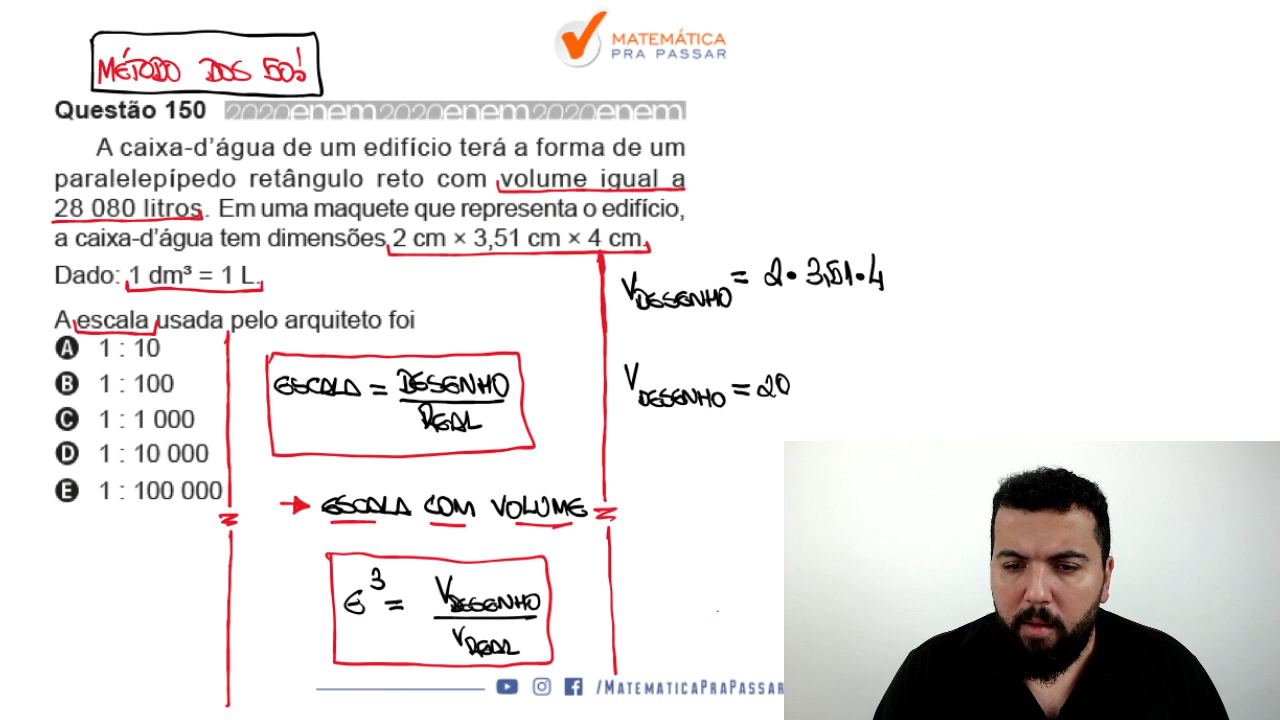 MATEMÁTICA
PRA PASSAR
MÉTODO DOS 50!
Questão 150 2020enem2020enem2020enem
A caixa-d’água de um edifício terá a forma de um
paralelepípedo retângulo reto com volume igual a
28 080 litros. Em uma maquete que representa o edifício,
a caixa-d’água tem dimensões 2 cm × 3,51 cm × 4 cm.
Dado: 1 dm³ = 1 L.
A escala usada pelo arquiteto foi
A 1 : 10
B 1 : 100
C 1 : 1 000
D 1 : 10 000
E 1 : 100 000
ESCALA = DESENHO
REAL
→ ESCALA COM VOLUME
E³ = VDESENHO
VREAL
VDESENHO = 2 • 3,51 • 4
VDESENHO = 20
/MATEMATICAPRAPASSAR